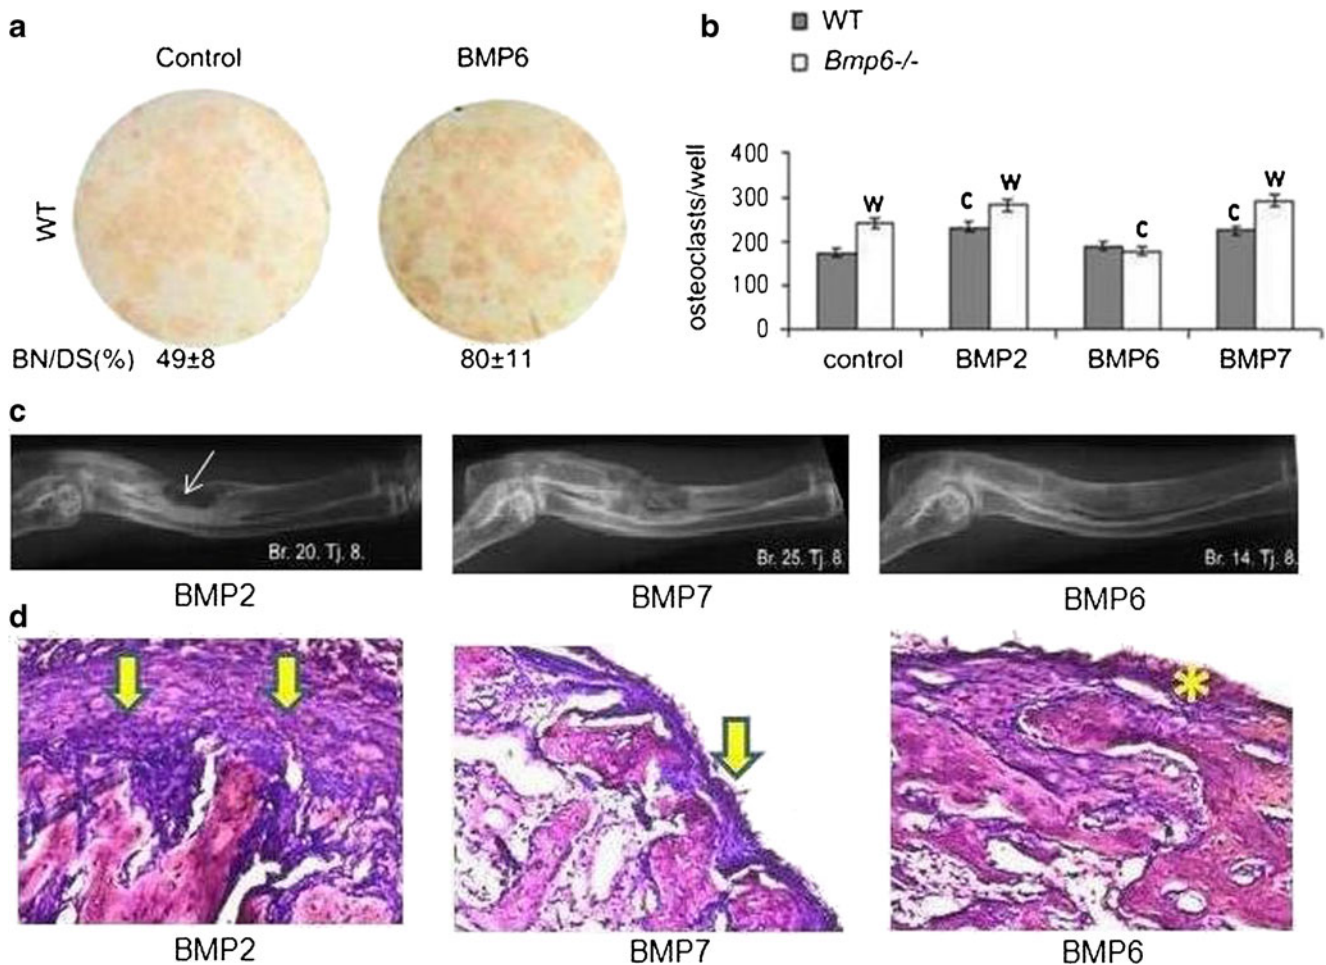 a
Control BMP6
WT
BN/DS(%) 49±8 80±11
b
WT
Bmp6-/-
osteoclasts/well
400
300
200
100
0
w
c w
c
c w
control BMP2 BMP6 BMP7
c
Br. 20. Tj. 8.
Br. 25. Tj. 8.
Br. 14. Tj. 8.
BMP2 BMP7 BMP6
d
BMP2 BMP7 BMP6